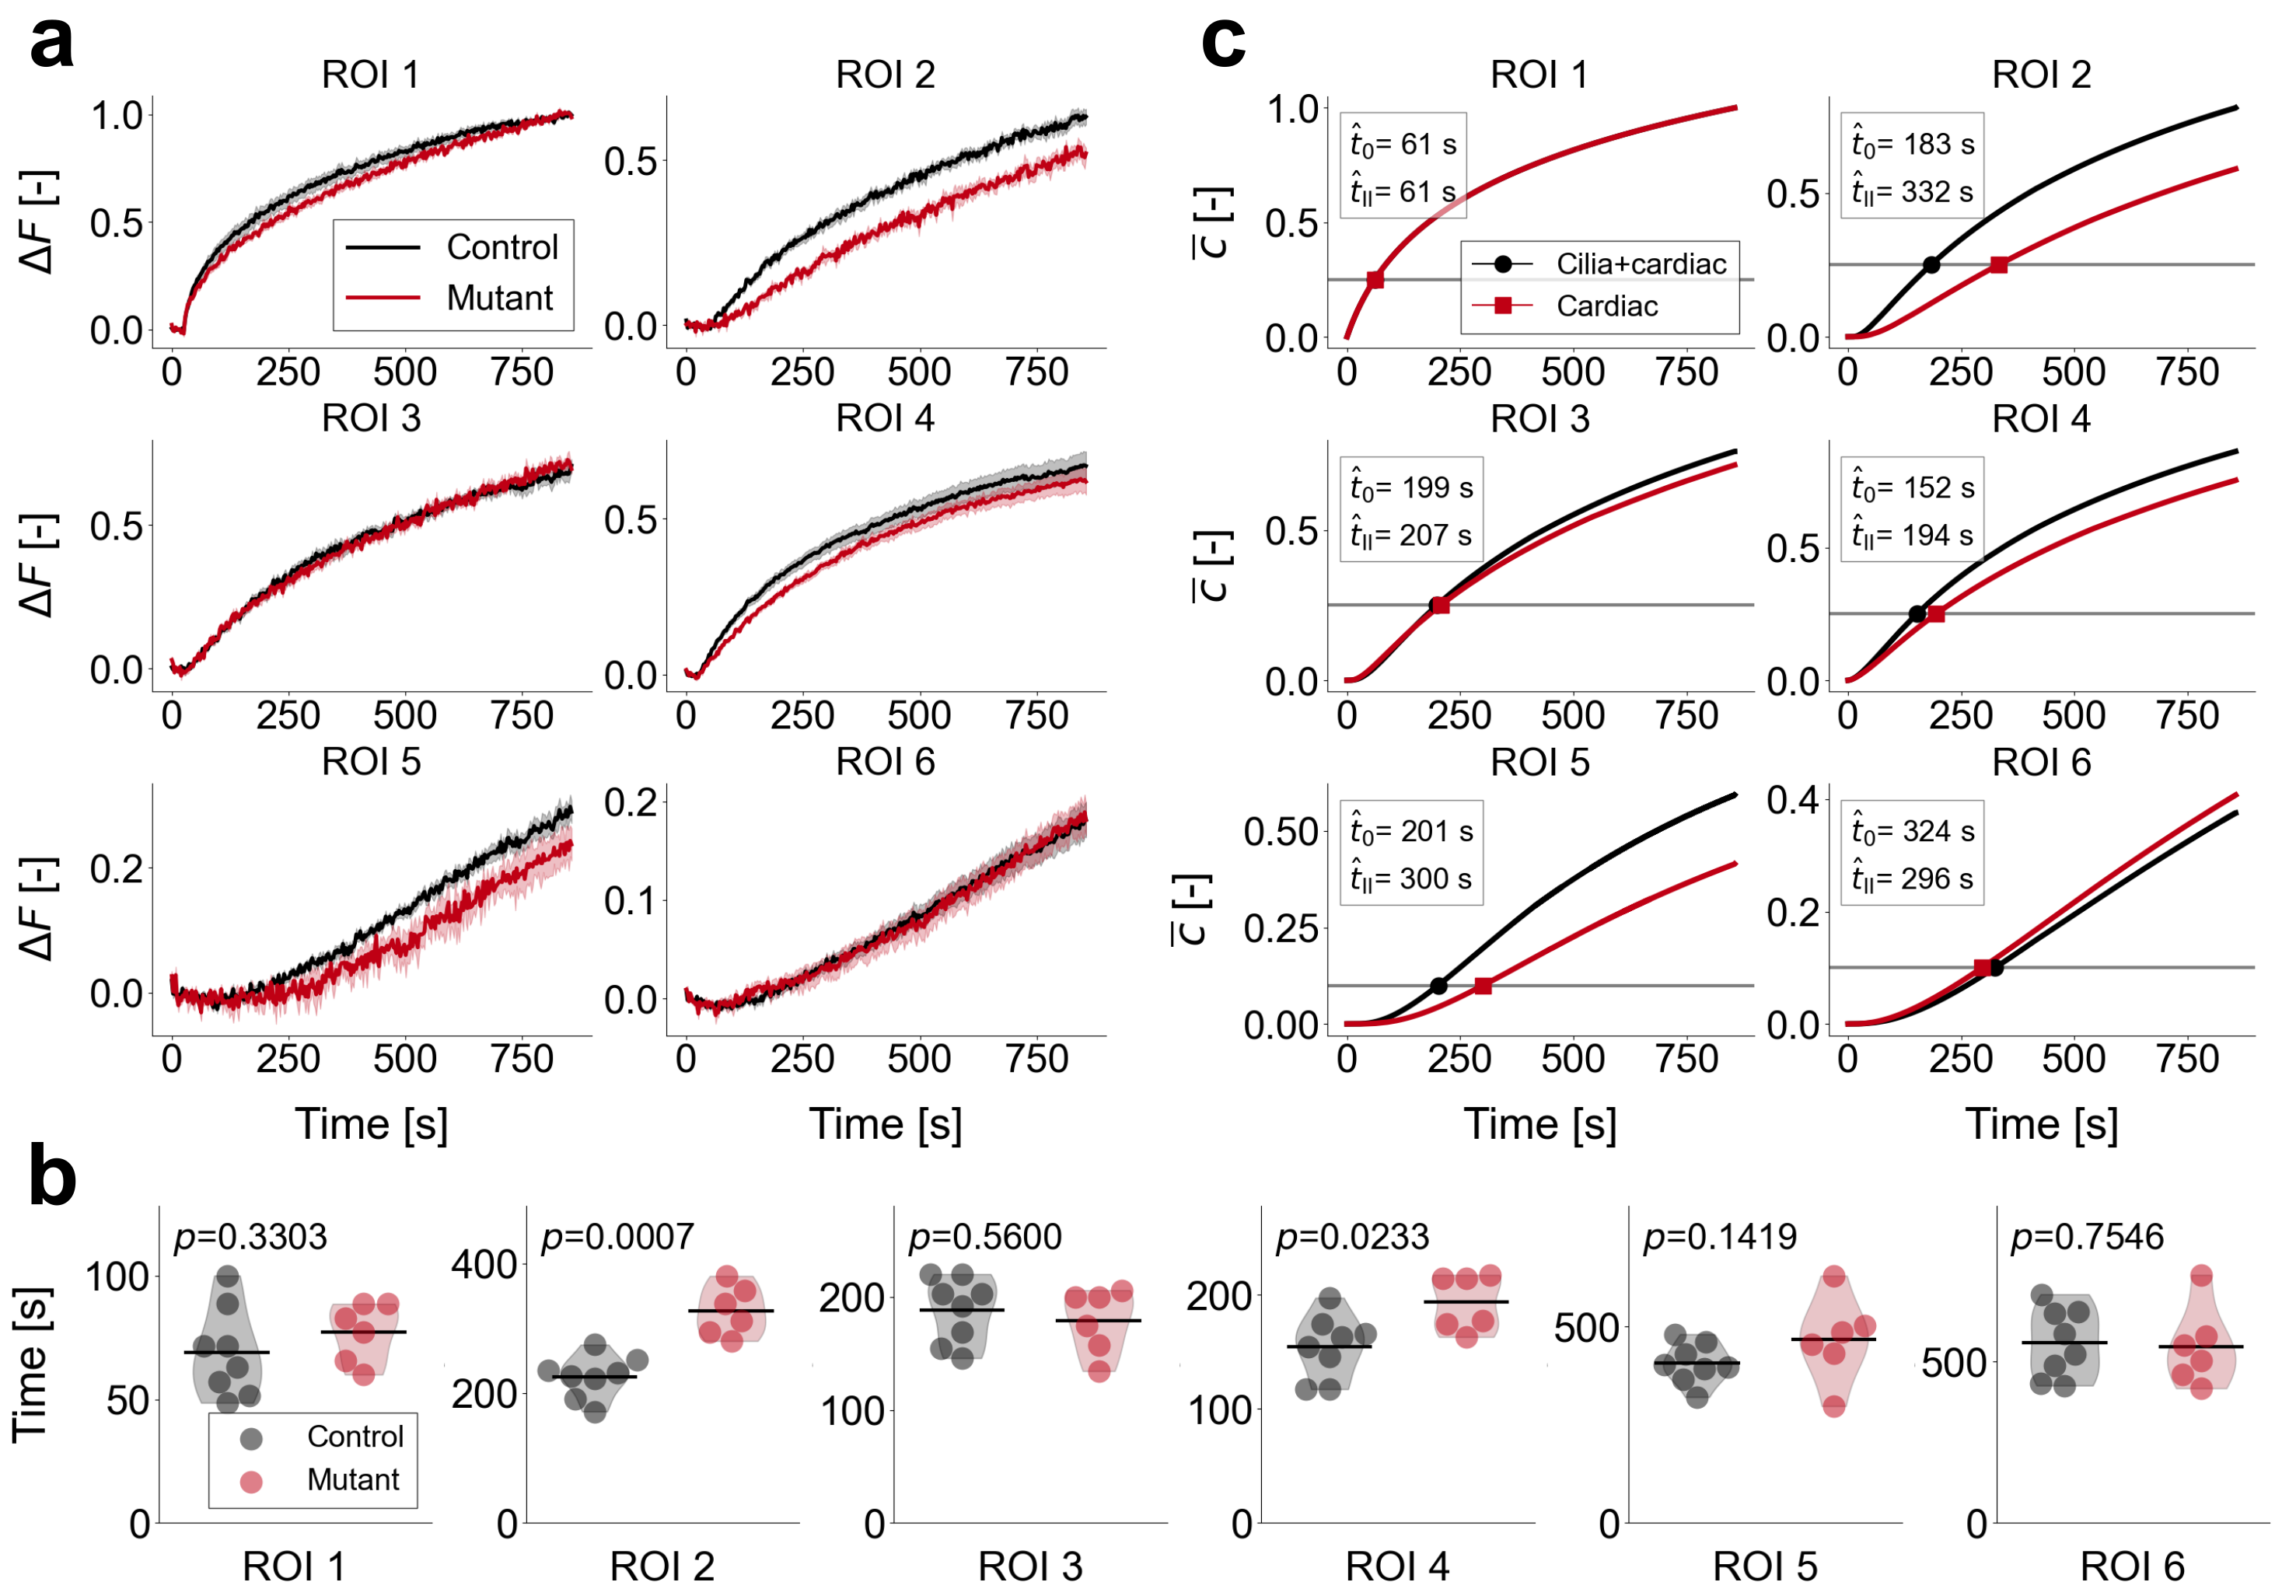 a
ROI 1
ΔF [-]
1.0
0.5
0.0
Control
Mutant
0 250 500 750
ROI 2
0.5
0.0
0 250 500 750
ROI 3
ΔF [-]
0.5
0.0
0 250 500 750
ROI 4
0.5
0.0
0 250 500 750
ROI 5
ΔF [-]
0.2
0.0
0 250 500 750
Time [s]
ROI 6
0.2
0.1
0.0
0 250 500 750
Time [s]
c
ROI 1
c̅ [-]
1.0
0.5
0.0
t̂₀= 61 s
t̂II= 61 s
Cilia+cardiac
Cardiac
0 250 500 750
ROI 2
0.5
0.0
t̂₀= 183 s
t̂II= 332 s
0 250 500 750
ROI 3
c̅ [-]
0.5
0.0
t̂₀= 199 s
t̂II= 207 s
0 250 500 750
ROI 4
0.5
0.0
t̂₀= 152 s
t̂II= 194 s
0 250 500 750
ROI 5
c̅ [-]
0.50
0.25
0.00
t̂₀= 201 s
t̂II= 300 s
0 250 500 750
Time [s]
ROI 6
0.4
0.2
0.0
t̂₀= 324 s
t̂II= 296 s
0 250 500 750
Time [s]
b
Time [s]
p=0.3303
100
50
0
Control
Mutant
ROI 1
p=0.0007
400
200
0
ROI 2
p=0.5600
200
100
0
ROI 3
p=0.0233
200
100
0
ROI 4
p=0.1419
500
0
ROI 5
p=0.7546
500
0
ROI 6